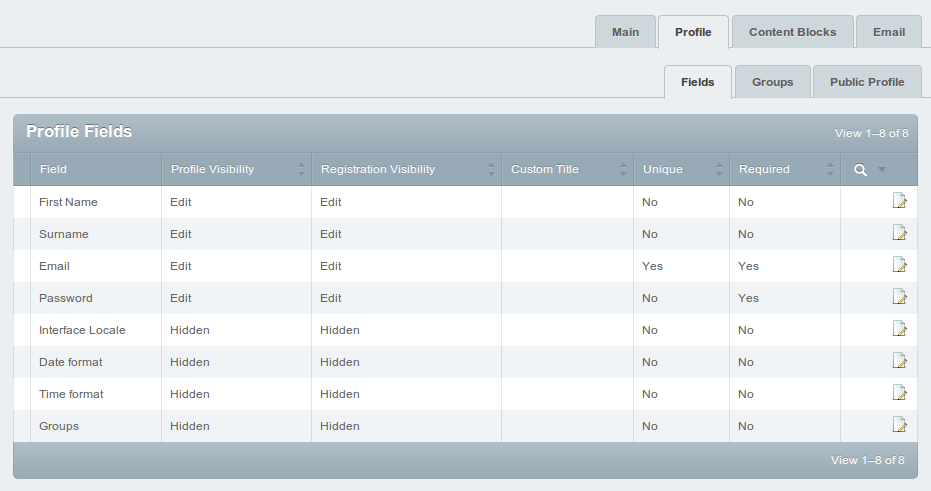 Main Profile Content Blocks Email
Fields Groups Public Profile
Profile Fields View 1–8 of 8
Field Profile Visibility Registration Visibility Custom Title Unique Required
First Name Edit Edit No No
Surname Edit Edit No No
Email Edit Edit Yes Yes
Password Edit Edit No Yes
Interface Locale Hidden Hidden No No
Date format Hidden Hidden No No
Time format Hidden Hidden No No
Groups Hidden Hidden No No
View 1–8 of 8